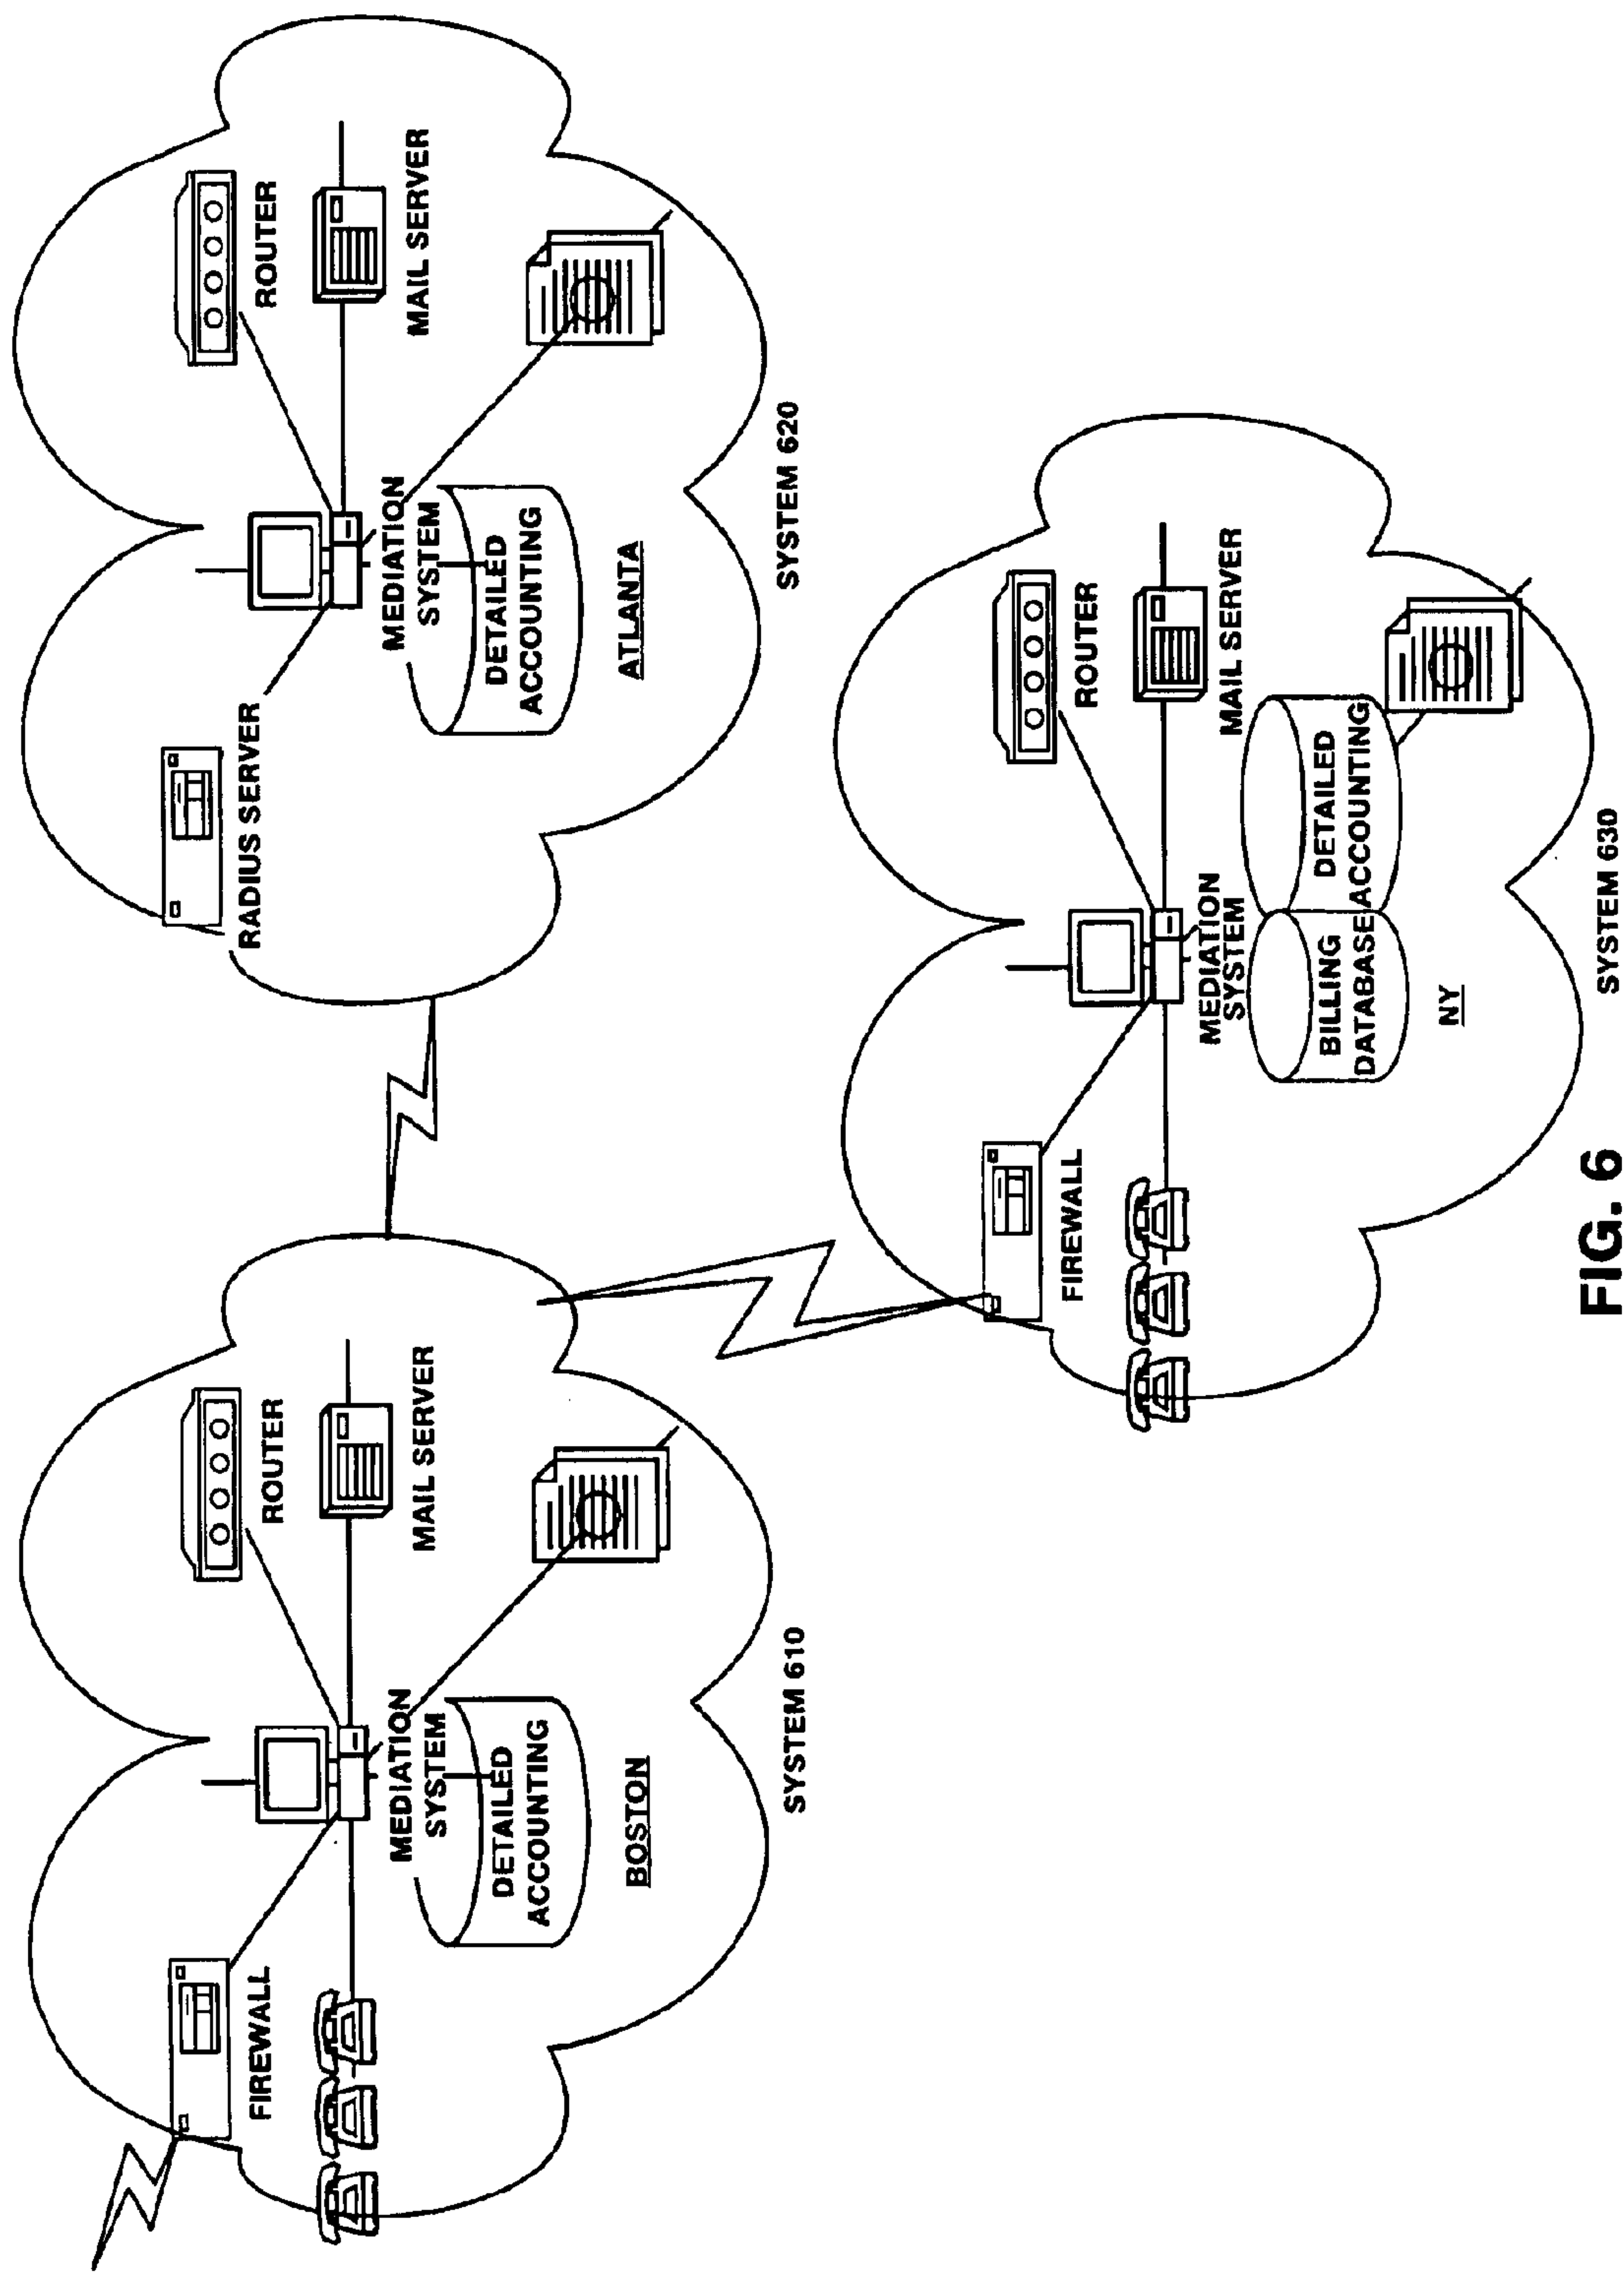 FIREWALL
ROUTER
MEDIATION
SYSTEM
MAIL SERVER
DETAILED
ACCOUNTING
BOSTON
SYSTEM 610
RADIUS SERVER
ROUTER
MEDIATION
SYSTEM
MAIL SERVER
DETAILED
ACCOUNTING
ATLANTA
SYSTEM 620
FIREWALL
ROUTER
MEDIATION
SYSTEM
MAIL SERVER
BILLING
DATABASE
DETAILED
ACCOUNTING
NY
SYSTEM 630
FIG. 6